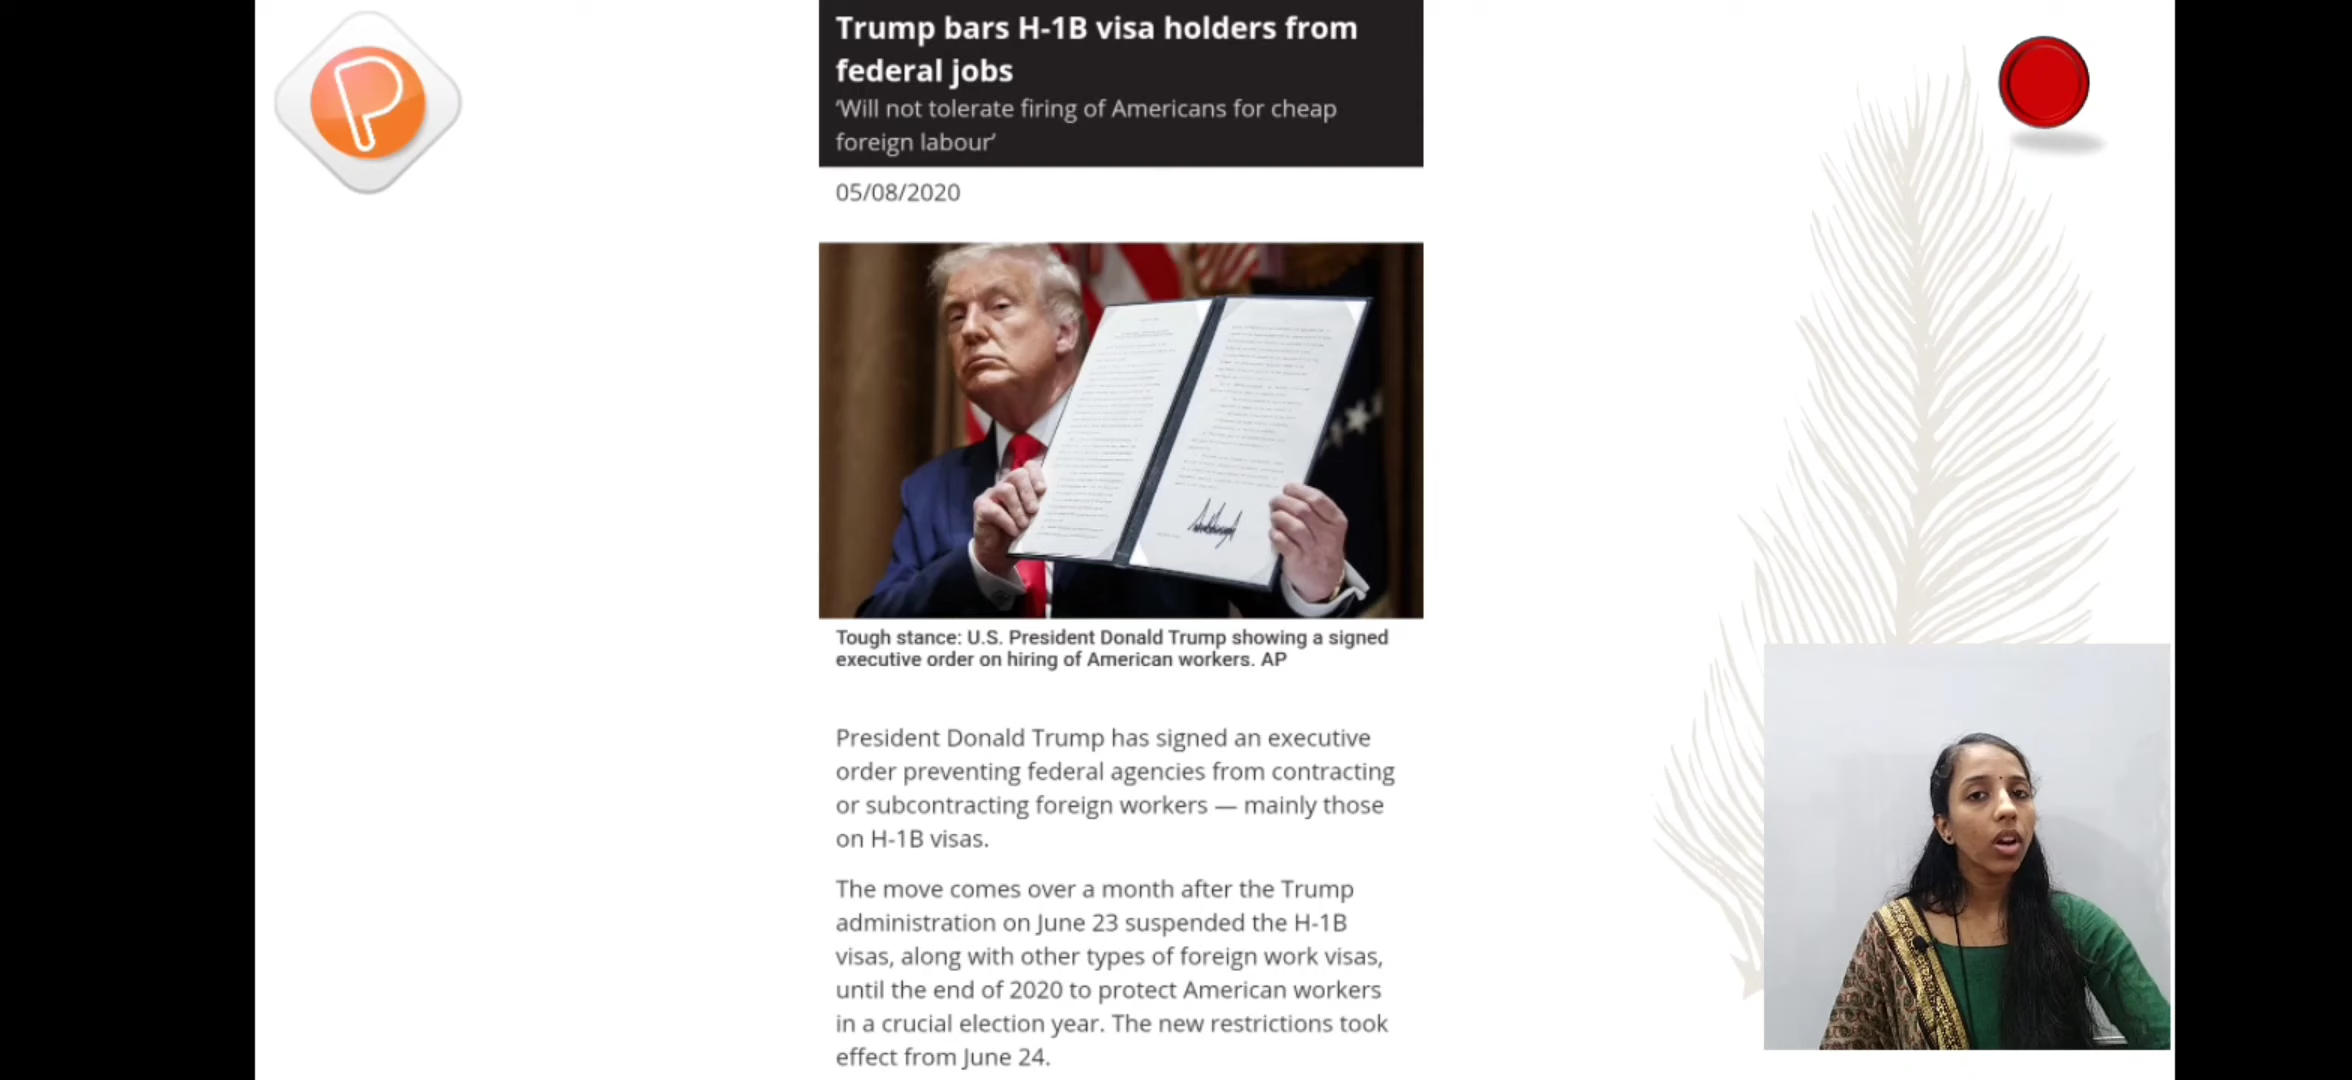 Trump bars H-1B visa holders from
federal jobs
‘Will not tolerate firing of Americans for cheap
foreign labour’
05/08/2020
Tough stance: U.S. President Donald Trump showing a signed
executive order on hiring of American workers. AP
President Donald Trump has signed an executive
order preventing federal agencies from contracting
or subcontracting foreign workers — mainly those
on H-1B visas.
The move comes over a month after the Trump
administration on June 23 suspended the H-1B
visas, along with other types of foreign work visas,
until the end of 2020 to protect American workers
in a crucial election year. The new restrictions took
effect from June 24.